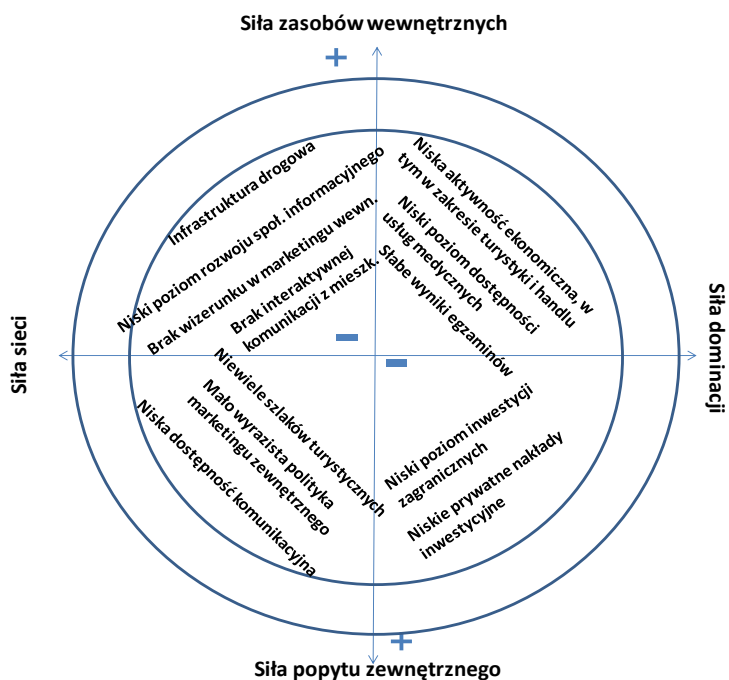 Siła zasobów wewnętrznych
+
Infrastruktura drogowa
Niski poziom rozwoju społ. informacyjnego
Brak wizerunku w marketingu wewn.
Brak interaktywnej
komunikacji z mieszk.
Niska aktywność ekonomiczna, w
tym w zakresie turystyki i handlu
Niski poziom dostępności
usług medycznych
Słabe wyniki egzaminów
Siła sieci
Siła dominacji
Niewiele szlaków turystycznych
Mało wyrazista polityka
marketingu zewnętrznego
Niska dostępność komunikacyjna
Niski poziom inwestycji
zagranicznych
Niskie prywatne nakłady
inwestycyjne
+
Siła popytu zewnętrznego